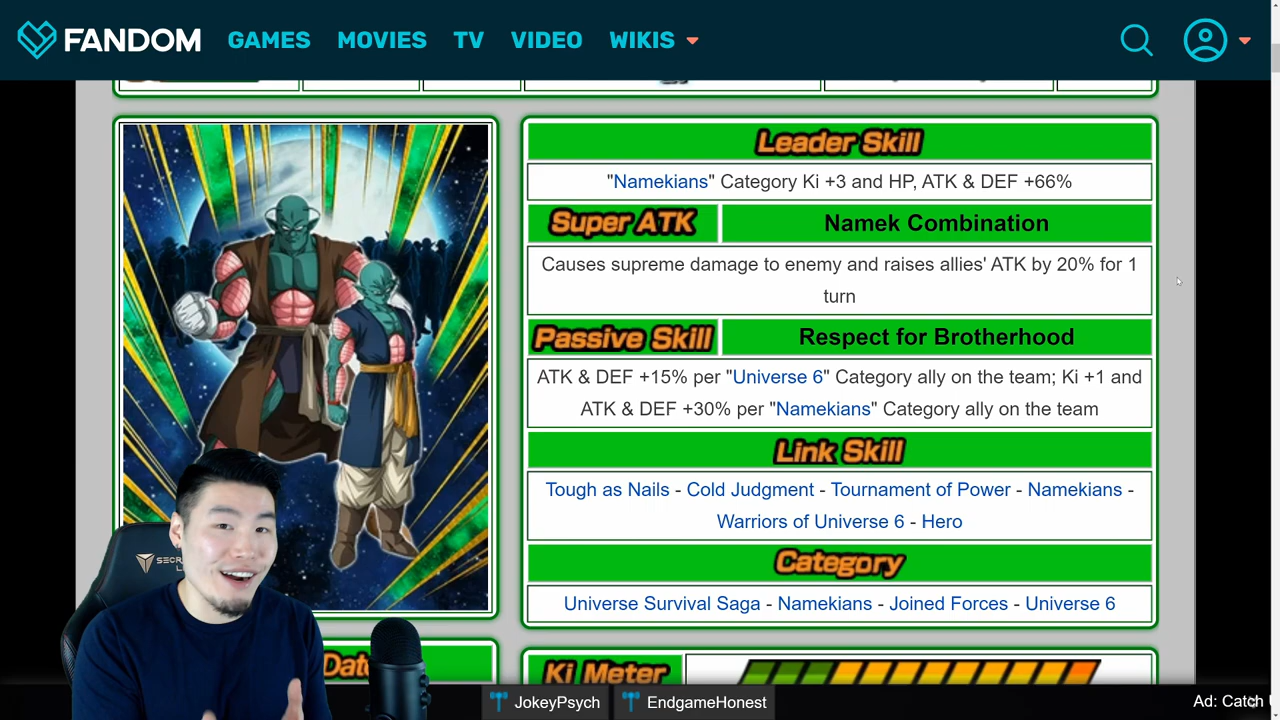 FANDOM GAMES MOVIES TV VIDEO WIKIS
Leader Skill
"Namekians" Category Ki +3 and HP, ATK & DEF +66%
Super ATK Namek Combination
Causes supreme damage to enemy and raises allies' ATK by 20% for 1
turn
Passive Skill Respect for Brotherhood
ATK & DEF +15% per "Universe 6" Category ally on the team; Ki +1 and
ATK & DEF +30% per "Namekians" Category ally on the team
Link Skill
Tough as Nails - Cold Judgment - Tournament of Power - Namekians -
Warriors of Universe 6 - Hero
Category
Universe Survival Saga - Namekians - Joined Forces - Universe 6
Ki Meter
JokeyPsych EndgameHonest Ad: Catch